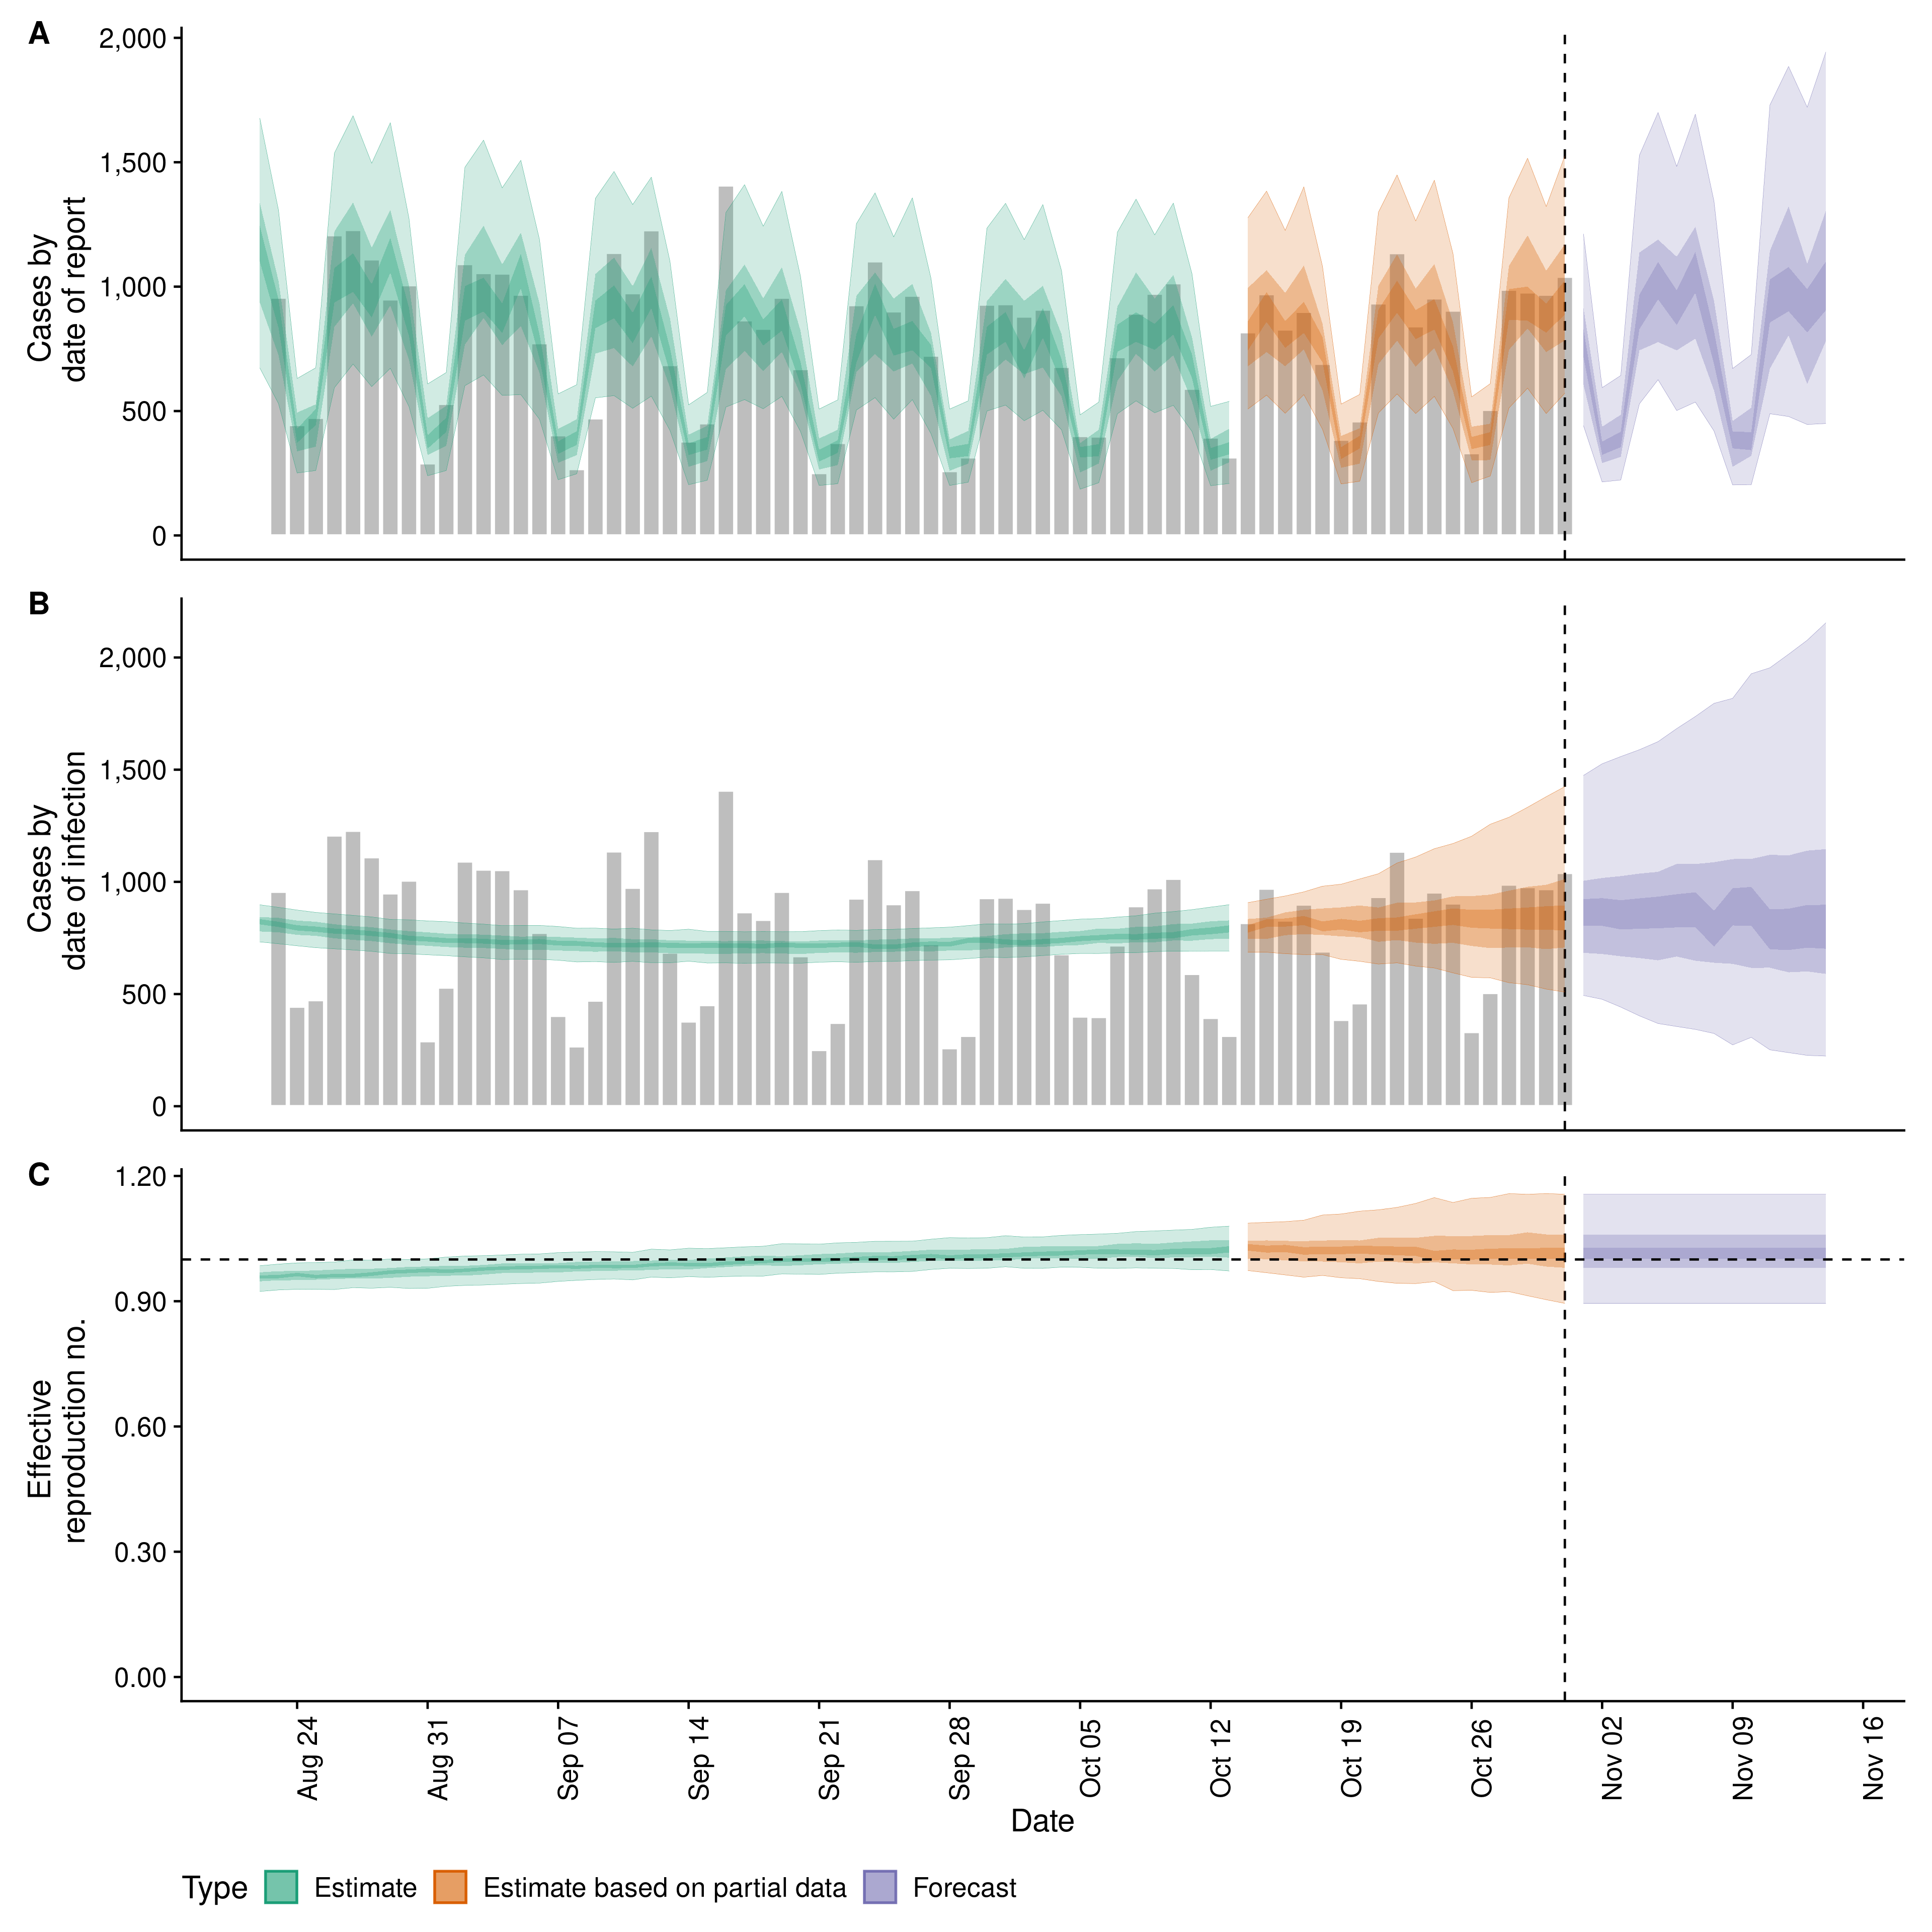 A
2,000
1,500
1,000
500
0
Cases by
date of report
B
2,000
1,500
1,000
500
0
Cases by
date of infection
C
1.20
0.90
0.60
0.30
0.00
Effective
reproduction no.
Aug 24
Aug 31
Sep 07
Sep 14
Sep 21
Sep 28
Oct 05
Oct 12
Oct 19
Oct 26
Nov 02
Nov 09
Nov 16
Date
Type Estimate Estimate based on partial data Forecast